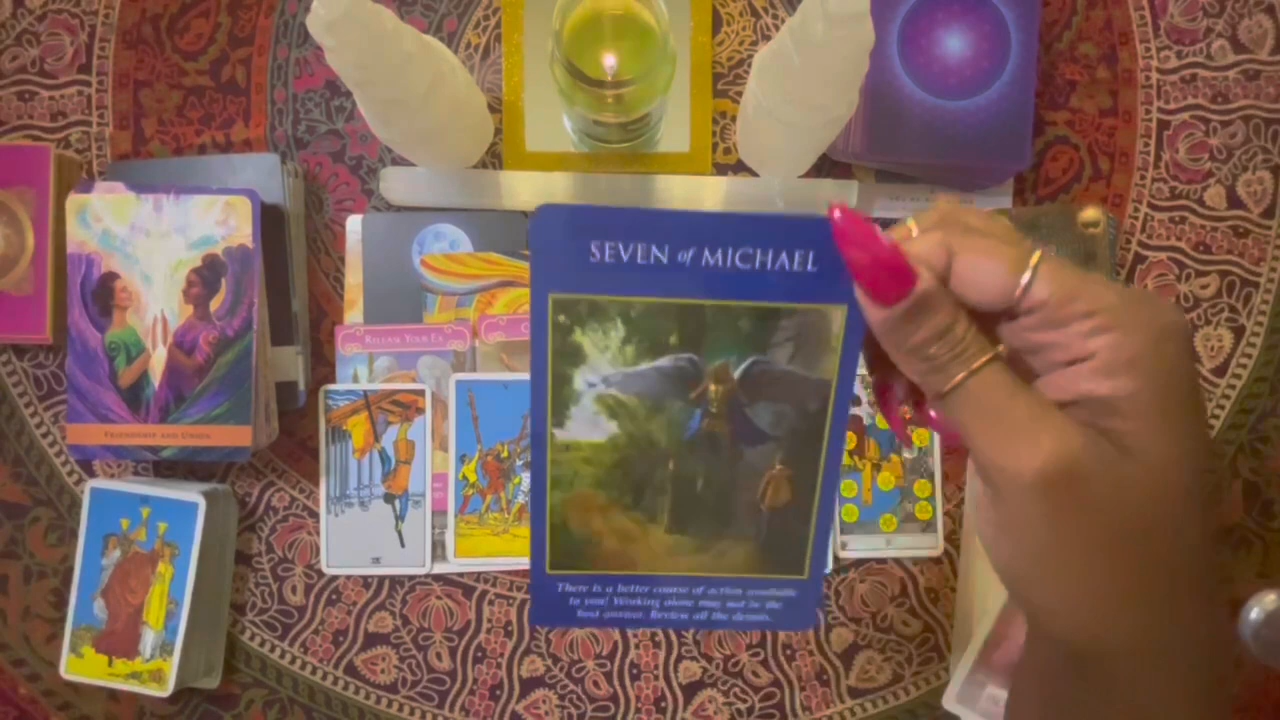 SEVEN of MICHAEL
RELEASE YOUR EX
FRIENDSHIP AND UNION
There is a better course of action available
to you! Working alone may not be the
best answer. Review all the details.